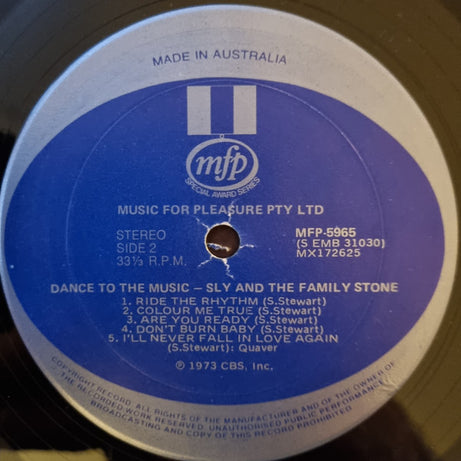 MADE IN AUSTRALIA
mfp
SPECIAL AWARD SERIES
MUSIC FOR PLEASURE PTY LTD
STEREO
SIDE 2
33⅓ R.P.M.
MFP-5965
(S EMB 31030)
MX172625
DANCE TO THE MUSIC – SLY AND THE FAMILY STONE
1. RIDE THE RHYTHM (S.Stewart)
2. COLOUR ME TRUE (S.Stewart)
3. ARE YOU READY (S.Stewart)
4. DON'T BURN BABY (S.Stewart)
5. I'LL NEVER FALL IN LOVE AGAIN
(S.Stewart): Quaver
℗ 1973 CBS, Inc.
COPYRIGHT RECORD. ALL RIGHTS OF THE MANUFACTURER AND OF THE OWNER OF
THE RECORDED WORK RESERVED. UNAUTHORISED PUBLIC PERFORMANCE,
BROADCASTING AND COPY OF THIS RECORD PROHIBITED